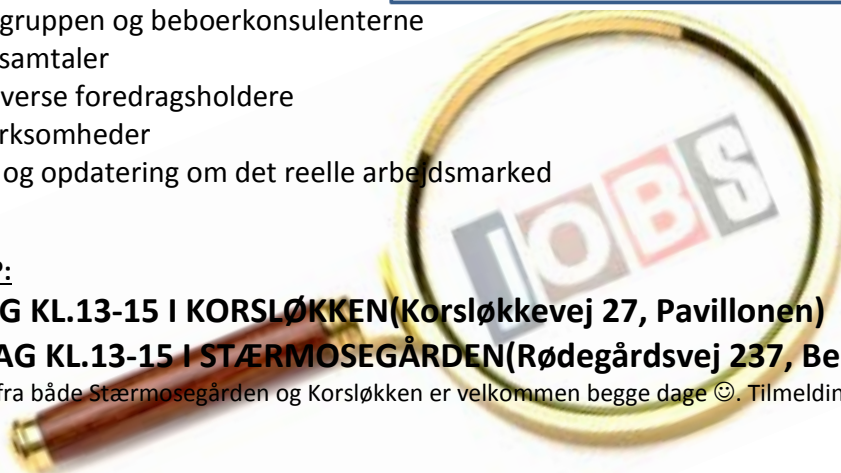 gruppen og beboerkonsulenterne
samtaler
verse foredragsholdere
rksomheder
og opdatering om det reelle arbejdsmarked
JOBS
?:
G KL.13-15 I KORSLØKKEN(Korsløkkevej 27, Pavillonen)
AG KL.13-15 I STÆRMOSEGÅRDEN(Rødegårdsvej 237, Be
fra både Stærmosegården og Korsløkken er velkommen begge dage ☺. Tilmeldin